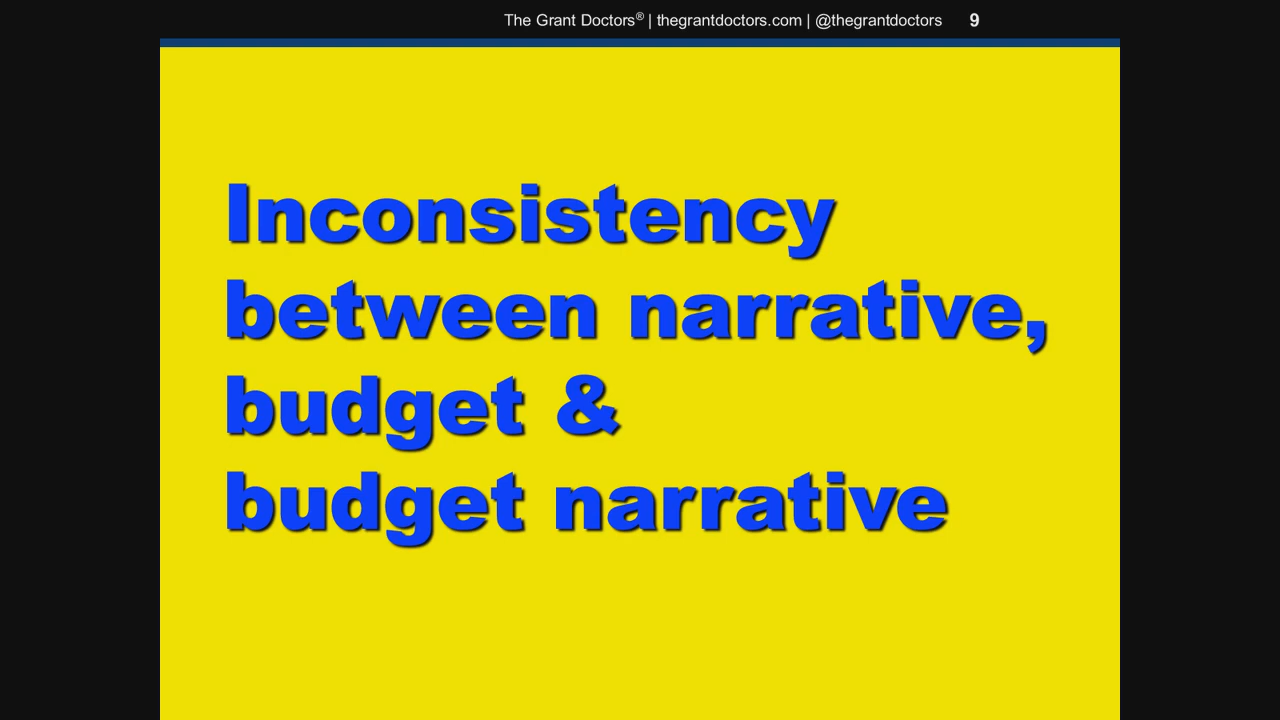 The Grant Doctors® | thegrantdoctors.com | @thegrantdoctors 9
Inconsistency
between narrative,
budget &
budget narrative